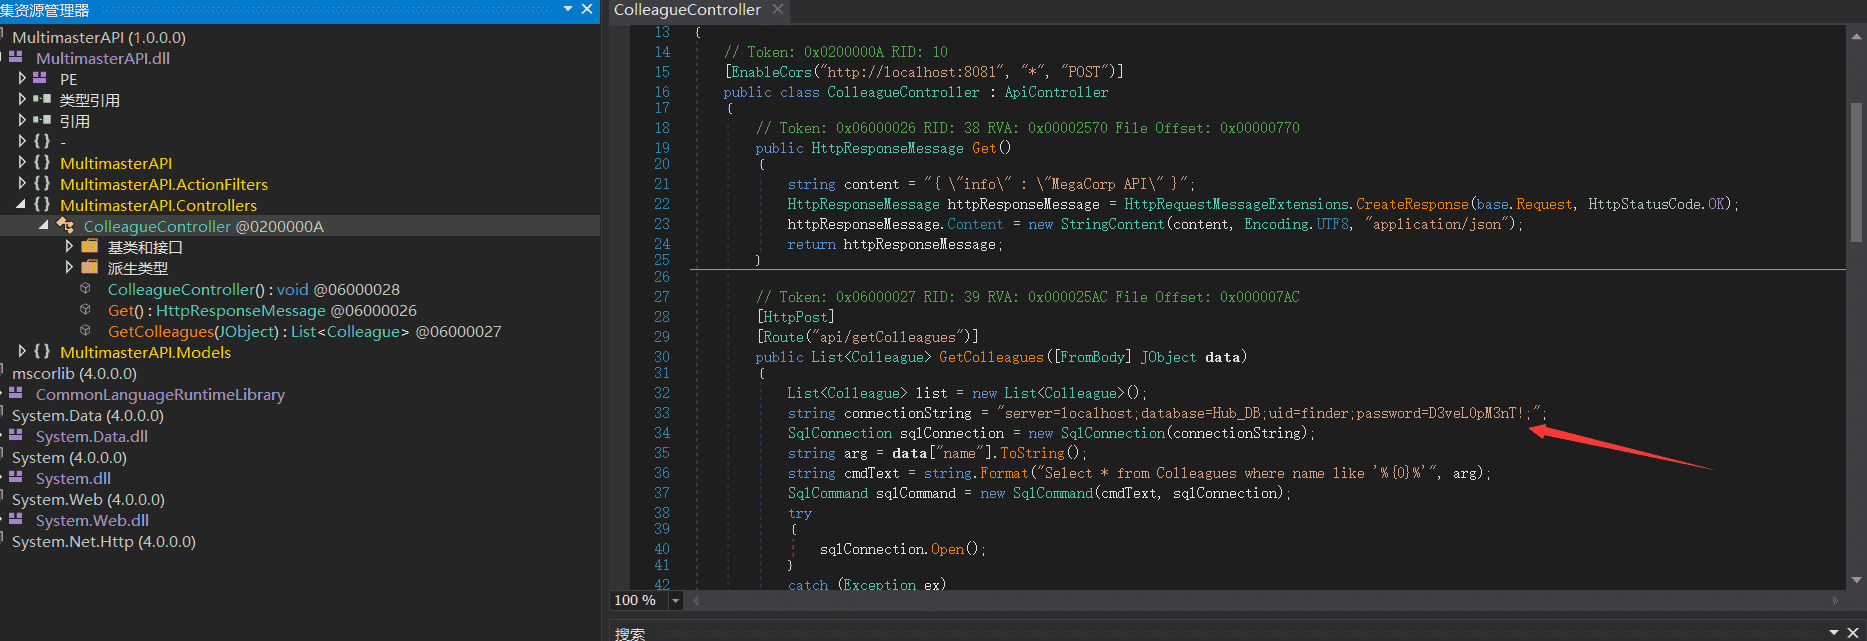 集资源管理器
MultimasterAPI (1.0.0.0)
MultimasterAPI.dll
PE
类型引用
引用
{ } -
{ } MultimasterAPI
{ } MultimasterAPI.ActionFilters
{ } MultimasterAPI.Controllers
ColleagueController @0200000A
基类和接口
派生类型
ColleagueController() : void @06000028
Get() : HttpResponseMessage @06000026
GetColleagues(JObject) : List<Colleague> @06000027
{ } MultimasterAPI.Models
mscorlib (4.0.0.0)
CommonLanguageRuntimeLibrary
System.Data (4.0.0.0)
System.Data.dll
System (4.0.0.0)
System.dll
System.Web (4.0.0.0)
System.Web.dll
System.Net.Http (4.0.0.0)
ColleagueController
13 {
14 // Token: 0x0200000A RID: 10
15 [EnableCors("http://localhost:8081", "*", "POST")]
16 public class ColleagueController : ApiController
17 {
18 // Token: 0x06000026 RID: 38 RVA: 0x00002570 File Offset: 0x00000770
19 public HttpResponseMessage Get()
20 {
21 string content = "{ \"info\" : \"MegaCorp API\" }";
22 HttpResponseMessage httpResponseMessage = HttpRequestMessageExtensions.CreateResponse(base.Request, HttpStatusCode.OK);
23 httpResponseMessage.Content = new StringContent(content, Encoding.UTF8, "application/json");
24 return httpResponseMessage;
25 }
26
27 // Token: 0x06000027 RID: 39 RVA: 0x000025AC File Offset: 0x000007AC
28 [HttpPost]
29 [Route("api/getColleagues")]
30 public List<Colleague> GetColleagues([FromBody] JObject data)
31 {
32 List<Colleague> list = new List<Colleague>();
33 string connectionString = "server=localhost;database=Hub_DB;uid=finder;password=D3veL0pM3nT!;";
34 SqlConnection sqlConnection = new SqlConnection(connectionString);
35 string arg = data["name"].ToString();
36 string cmdText = string.Format("Select * from Colleagues where name like '%{0}%'", arg);
37 SqlCommand sqlCommand = new SqlCommand(cmdText, sqlConnection);
38 try
39 {
40 sqlConnection.Open();
41 }
42 catch (Exception ex)
100 %
搜索